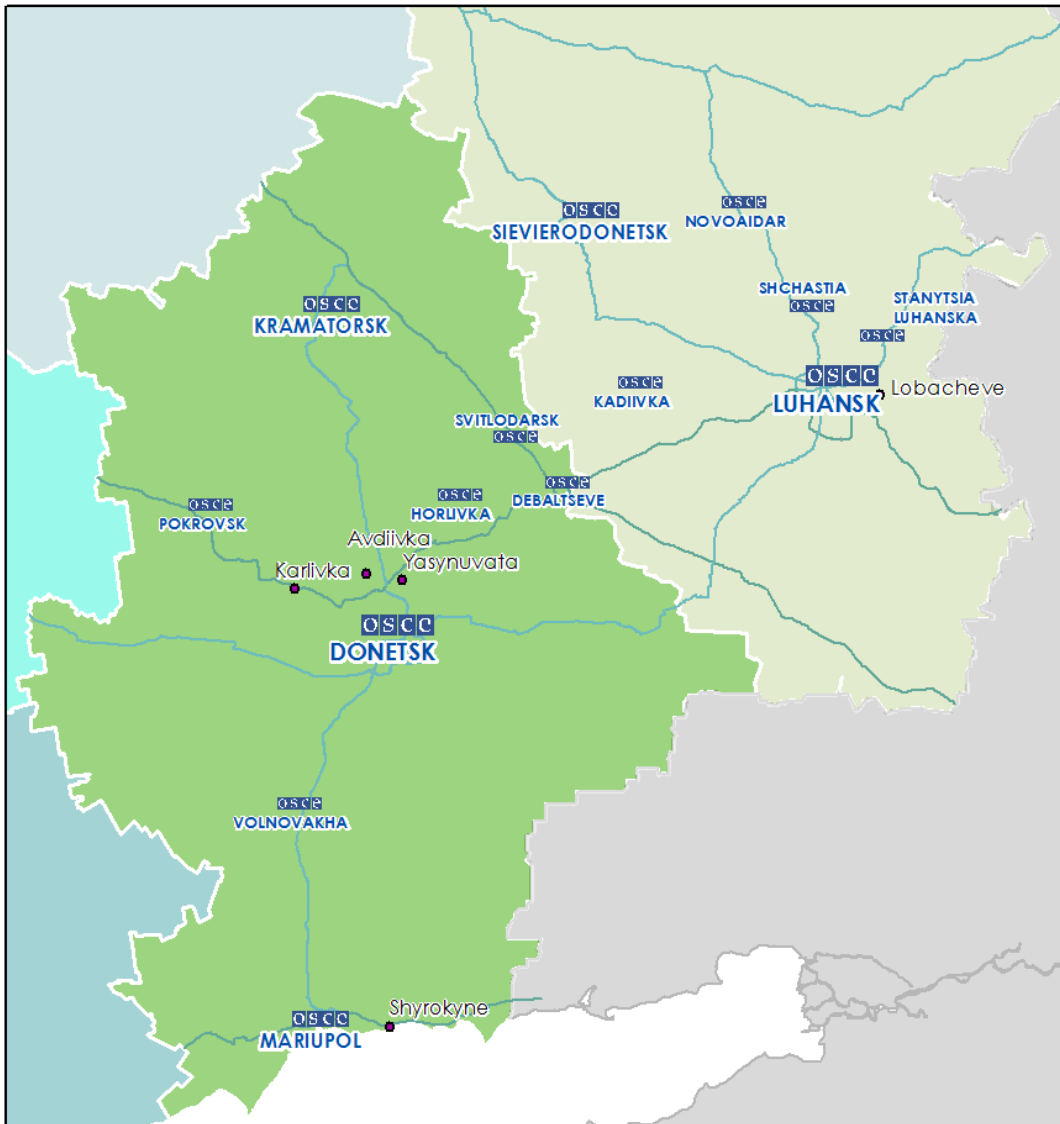 osce
SIEVIERODONETSK
osce
NOVOAIDAR
SHCHASTIA
osce
STANYTSIA
LUHANSKA
osce
osce
KRAMATORSK
osce
LUHANSK
Lobacheve
osce
KADIIVKA
SVITLODARSK
osce
osce
DEBALTSEVE
osce
HORLIVKA
osce
POKROVSK
Avdiivka
Yasynuvata
Karlivka
osce
DONETSK
osce
VOLNOVAKHA
Shyrokyne
osce
MARIUPOL